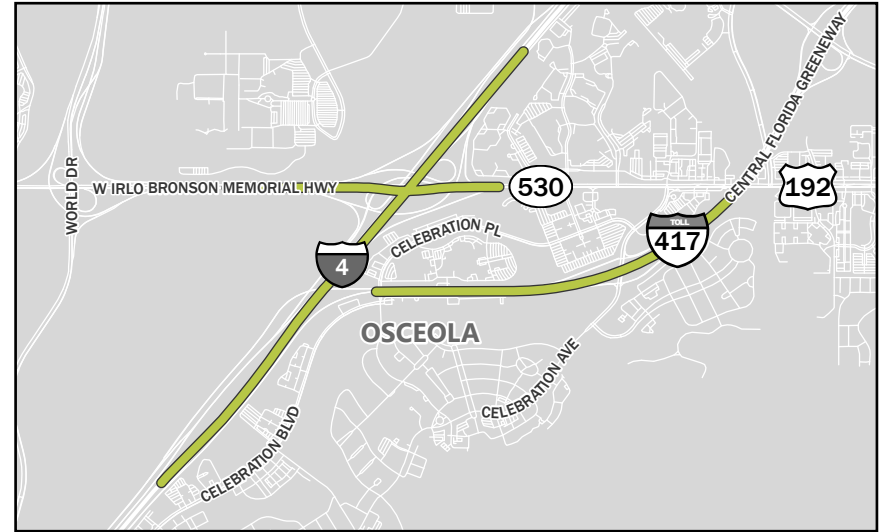 CENTRAL FLORIDA GREENEWAY
WORLD DR
W IRLO BRONSON MEMORIAL HWY
530
192
TOLL
417
CELEBRATION PL
4
OSCEOLA
CELEBRATION AVE
CELEBRATION BLVD